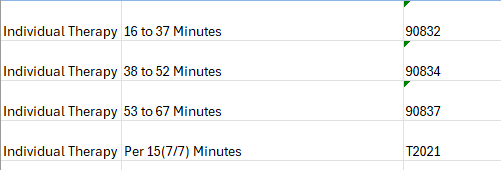 Individual Therapy 16 to 37 Minutes 90832
Individual Therapy 38 to 52 Minutes 90834
Individual Therapy 53 to 67 Minutes 90837
Individual Therapy Per 15(7/7) Minutes T2021